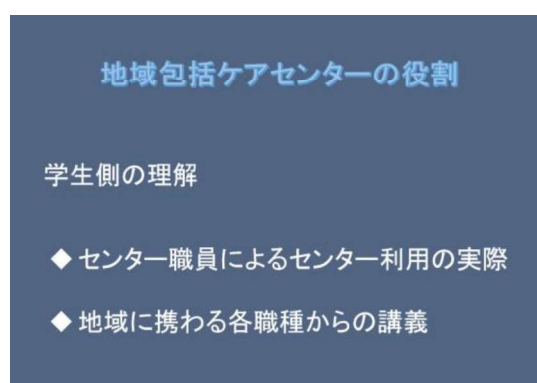 地域包括ケアセンターの役割
学生側の理解
◆ センター職員によるセンター利用の実際
◆ 地域に携わる各職種からの講義